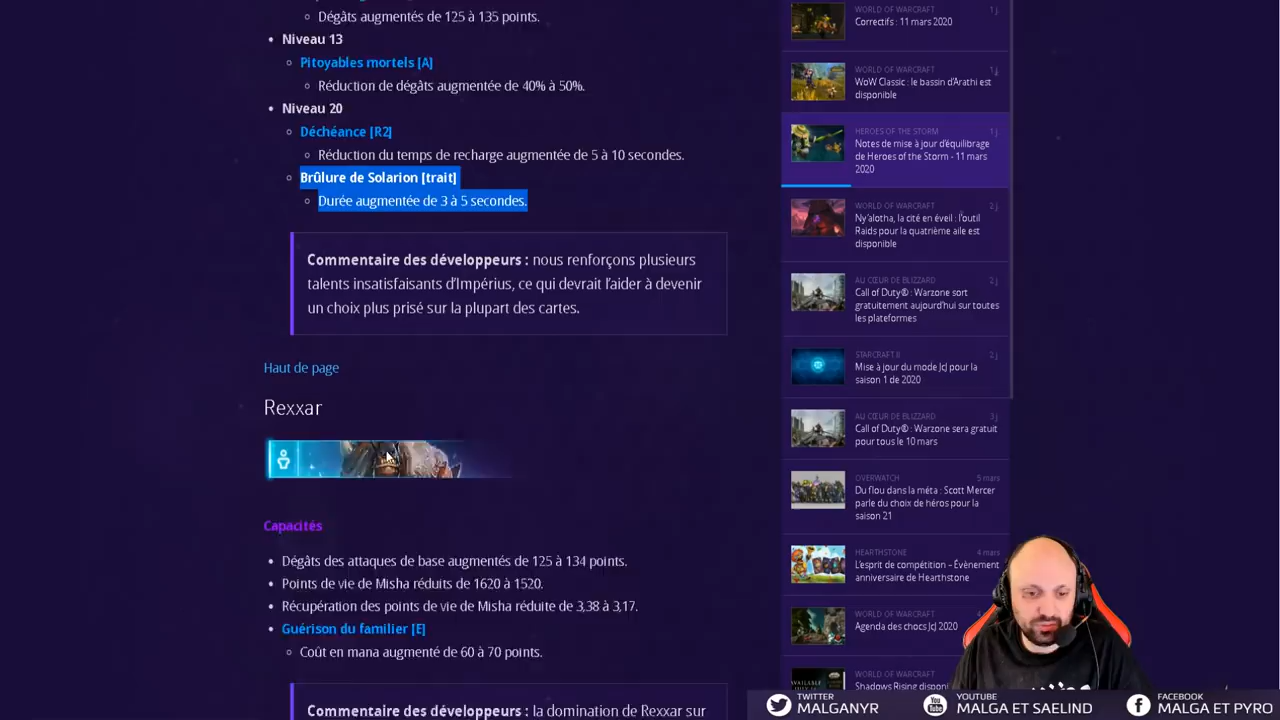 Dégâts augmentés de 125 à 135 points.
Niveau 13
Pitoyables mortels [A]
Réduction de dégâts augmentée de 40% à 50%.
Niveau 20
Déchéance [R2]
Réduction du temps de recharge augmentée de 5 à 10 secondes.
Brûlure de Solarion [trait]
Durée augmentée de 3 à 5 secondes.
Commentaire des développeurs : nous renforçons plusieurs
talents insatisfaisants d'Impérius, ce qui devrait l'aider à devenir
un choix plus prisé sur la plupart des cartes.
Haut de page
Rexxar
Capacités
Dégâts des attaques de base augmentés de 125 à 134 points.
Points de vie de Misha réduits de 1620 à 1520.
Récupération des points de vie de Misha réduite de 3,38 à 3,17.
Guérison du familier [E]
Coût en mana augmenté de 60 à 70 points.
Commentaire des développeurs : la domination de Rexxar sur
WORLD OF WARCRAFT 1 j
Correctifs : 11 mars 2020
WORLD OF WARCRAFT 1 j
WoW Classic : le bassin d'Arathi est
disponible
HEROES OF THE STORM 1 j
Notes de mise à jour d'équilibrage
de Heroes of the Storm - 11 mars
2020
WORLD OF WARCRAFT 2 j
Ny'alotha, la cité en éveil : l'outil
Raids pour la quatrième aile est
disponible
AU CŒUR DE BLIZZARD 2 j
Call of Duty® : Warzone sort
gratuitement aujourd'hui sur toutes
les plateformes
STARCRAFT II 2 j
Mise à jour du mode JcJ pour la
saison 1 de 2020
AU CŒUR DE BLIZZARD 3 j
Call of Duty® : Warzone sera gratuit
pour tous le 10 mars
OVERWATCH 5 mars
Du flou dans la méta : Scott Mercer
parle du choix de héros pour la
saison 21
HEARTHSTONE 4 mars
L'esprit de compétition – Évènement
anniversaire de Hearthstone
WORLD OF WARCRAFT
Agenda des chocs JcJ 2020
WORLD OF WARCRAFT
Shadows Rising
AVAILABLE
TWITTER
MALGANYR
YOUTUBE
MALGA ET SAELIND
FACEBOOK
MALGA ET PYRO